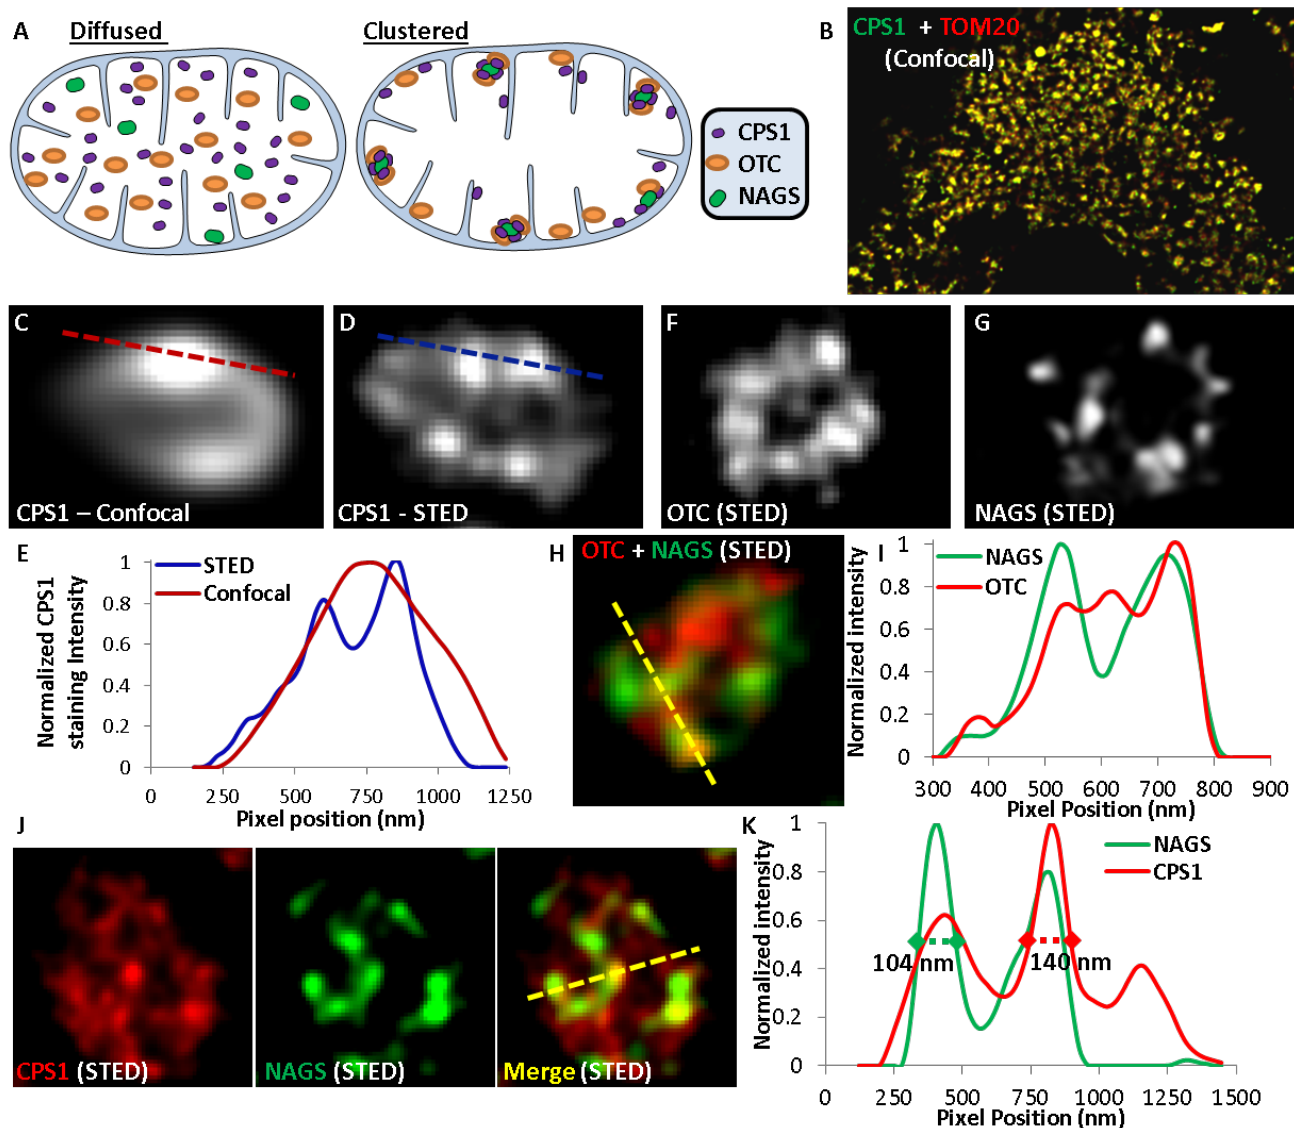 A Diffused Clustered
CPS1
OTC
NAGS
B CPS1 + TOM20
(Confocal)
C
CPS1 – Confocal
D
CPS1 - STED
F
OTC (STED)
G
NAGS (STED)
E
Normalized CPS1
staining Intensity
1
0.8
0.6
0.4
0.2
0
STED
Confocal
0 250 500 750 1000 1250
Pixel position (nm)
H OTC + NAGS (STED)
I
Normalized intensity
1
0.8
0.6
0.4
0.2
0
NAGS
OTC
300 400 500 600 700 800 900
Pixel Position (nm)
J
CPS1 (STED)
NAGS (STED)
Merge (STED)
K
Normalized intensity
1
0.8
0.6
0.4
0.2
0
NAGS
CPS1
104 nm
140 nm
0 250 500 750 1000 1500
Pixel Position (nm)